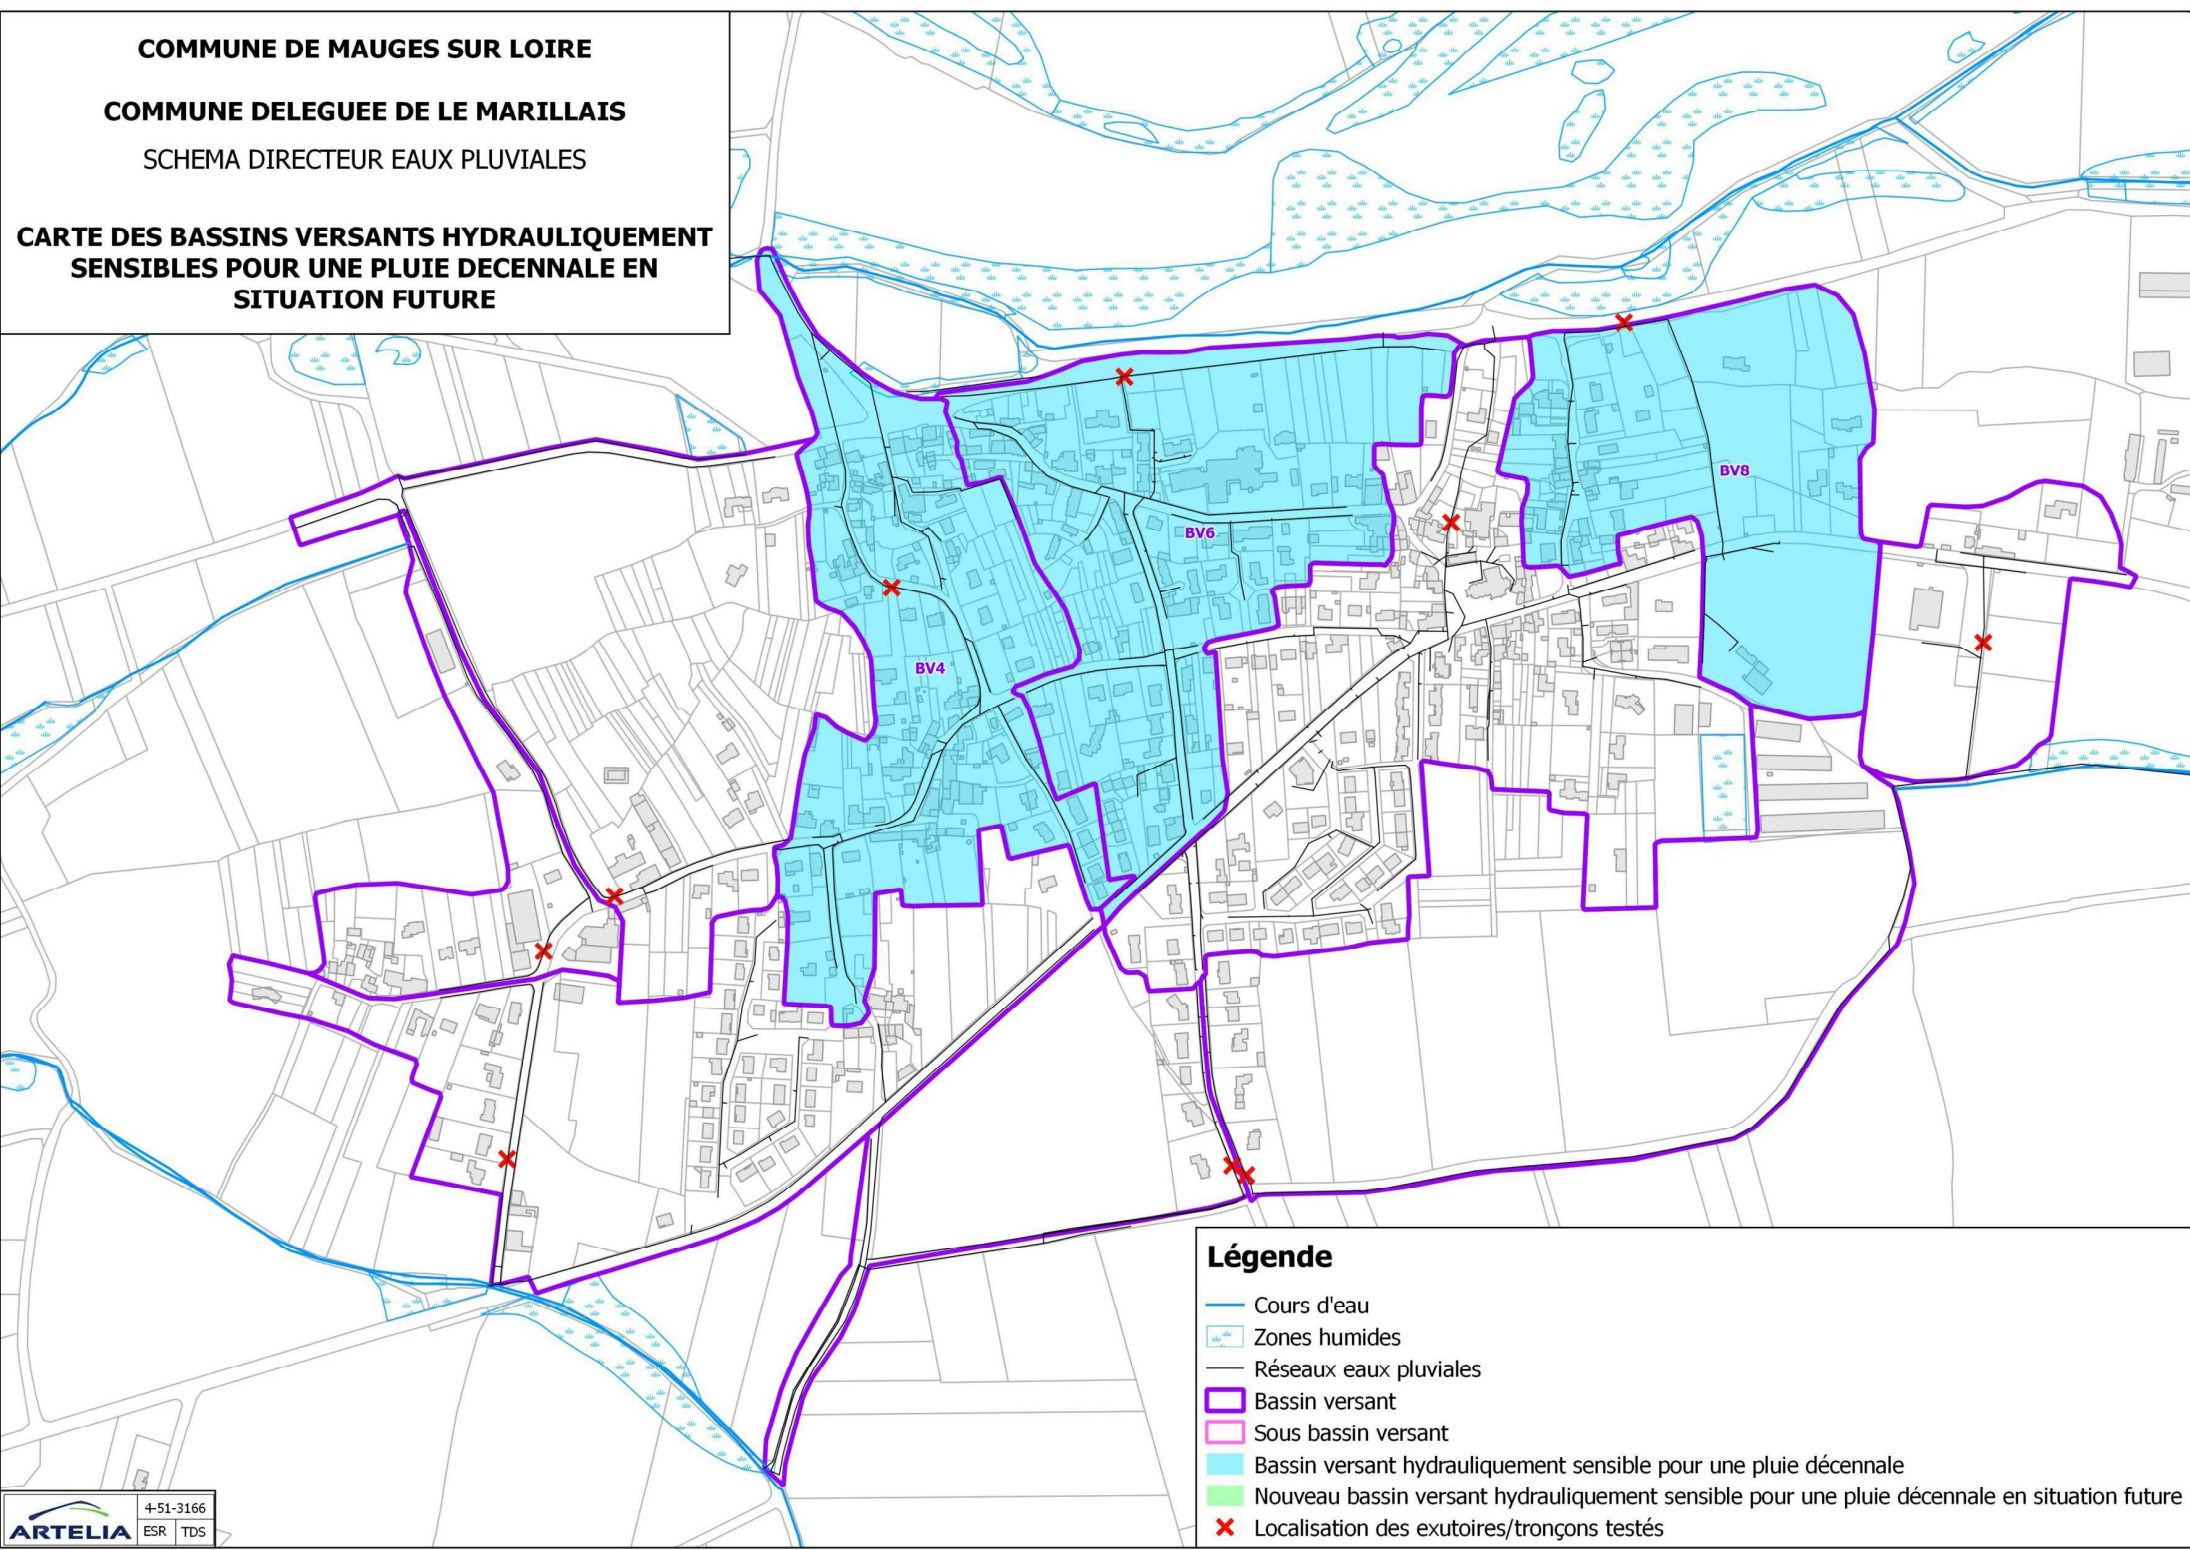 COMMUNE DE MAUGES SUR LOIRE
COMMUNE DELEGUEE DE LE MARILLAIS
SCHEMA DIRECTEUR EAUX PLUVIALES
CARTE DES BASSINS VERSANTS HYDRAULIQUEMENT
SENSIBLES POUR UNE PLUIE DECENNALE EN
SITUATION FUTURE
BV8
BV6
BV4
Légende
Cours d'eau
Zones humides
Réseaux eaux pluviales
Bassin versant
Sous bassin versant
Bassin versant hydrauliquement sensible pour une pluie décennale
Nouveau bassin versant hydrauliquement sensible pour une pluie décennale en situation future
Localisation des exutoires/tronçons testés
ARTELIA
4-51-3166
ESR TDS